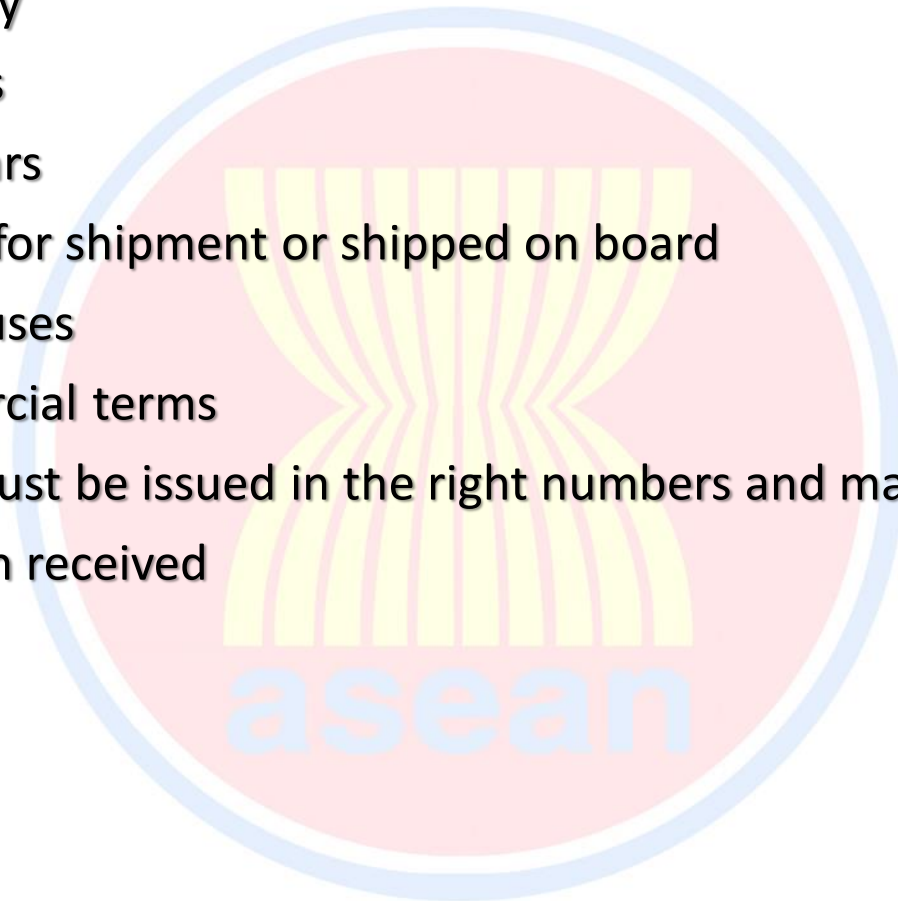 y
s
rs
for shipment or shipped on board
uses
rcial terms
ust be issued in the right numbers and ma
n received
asean